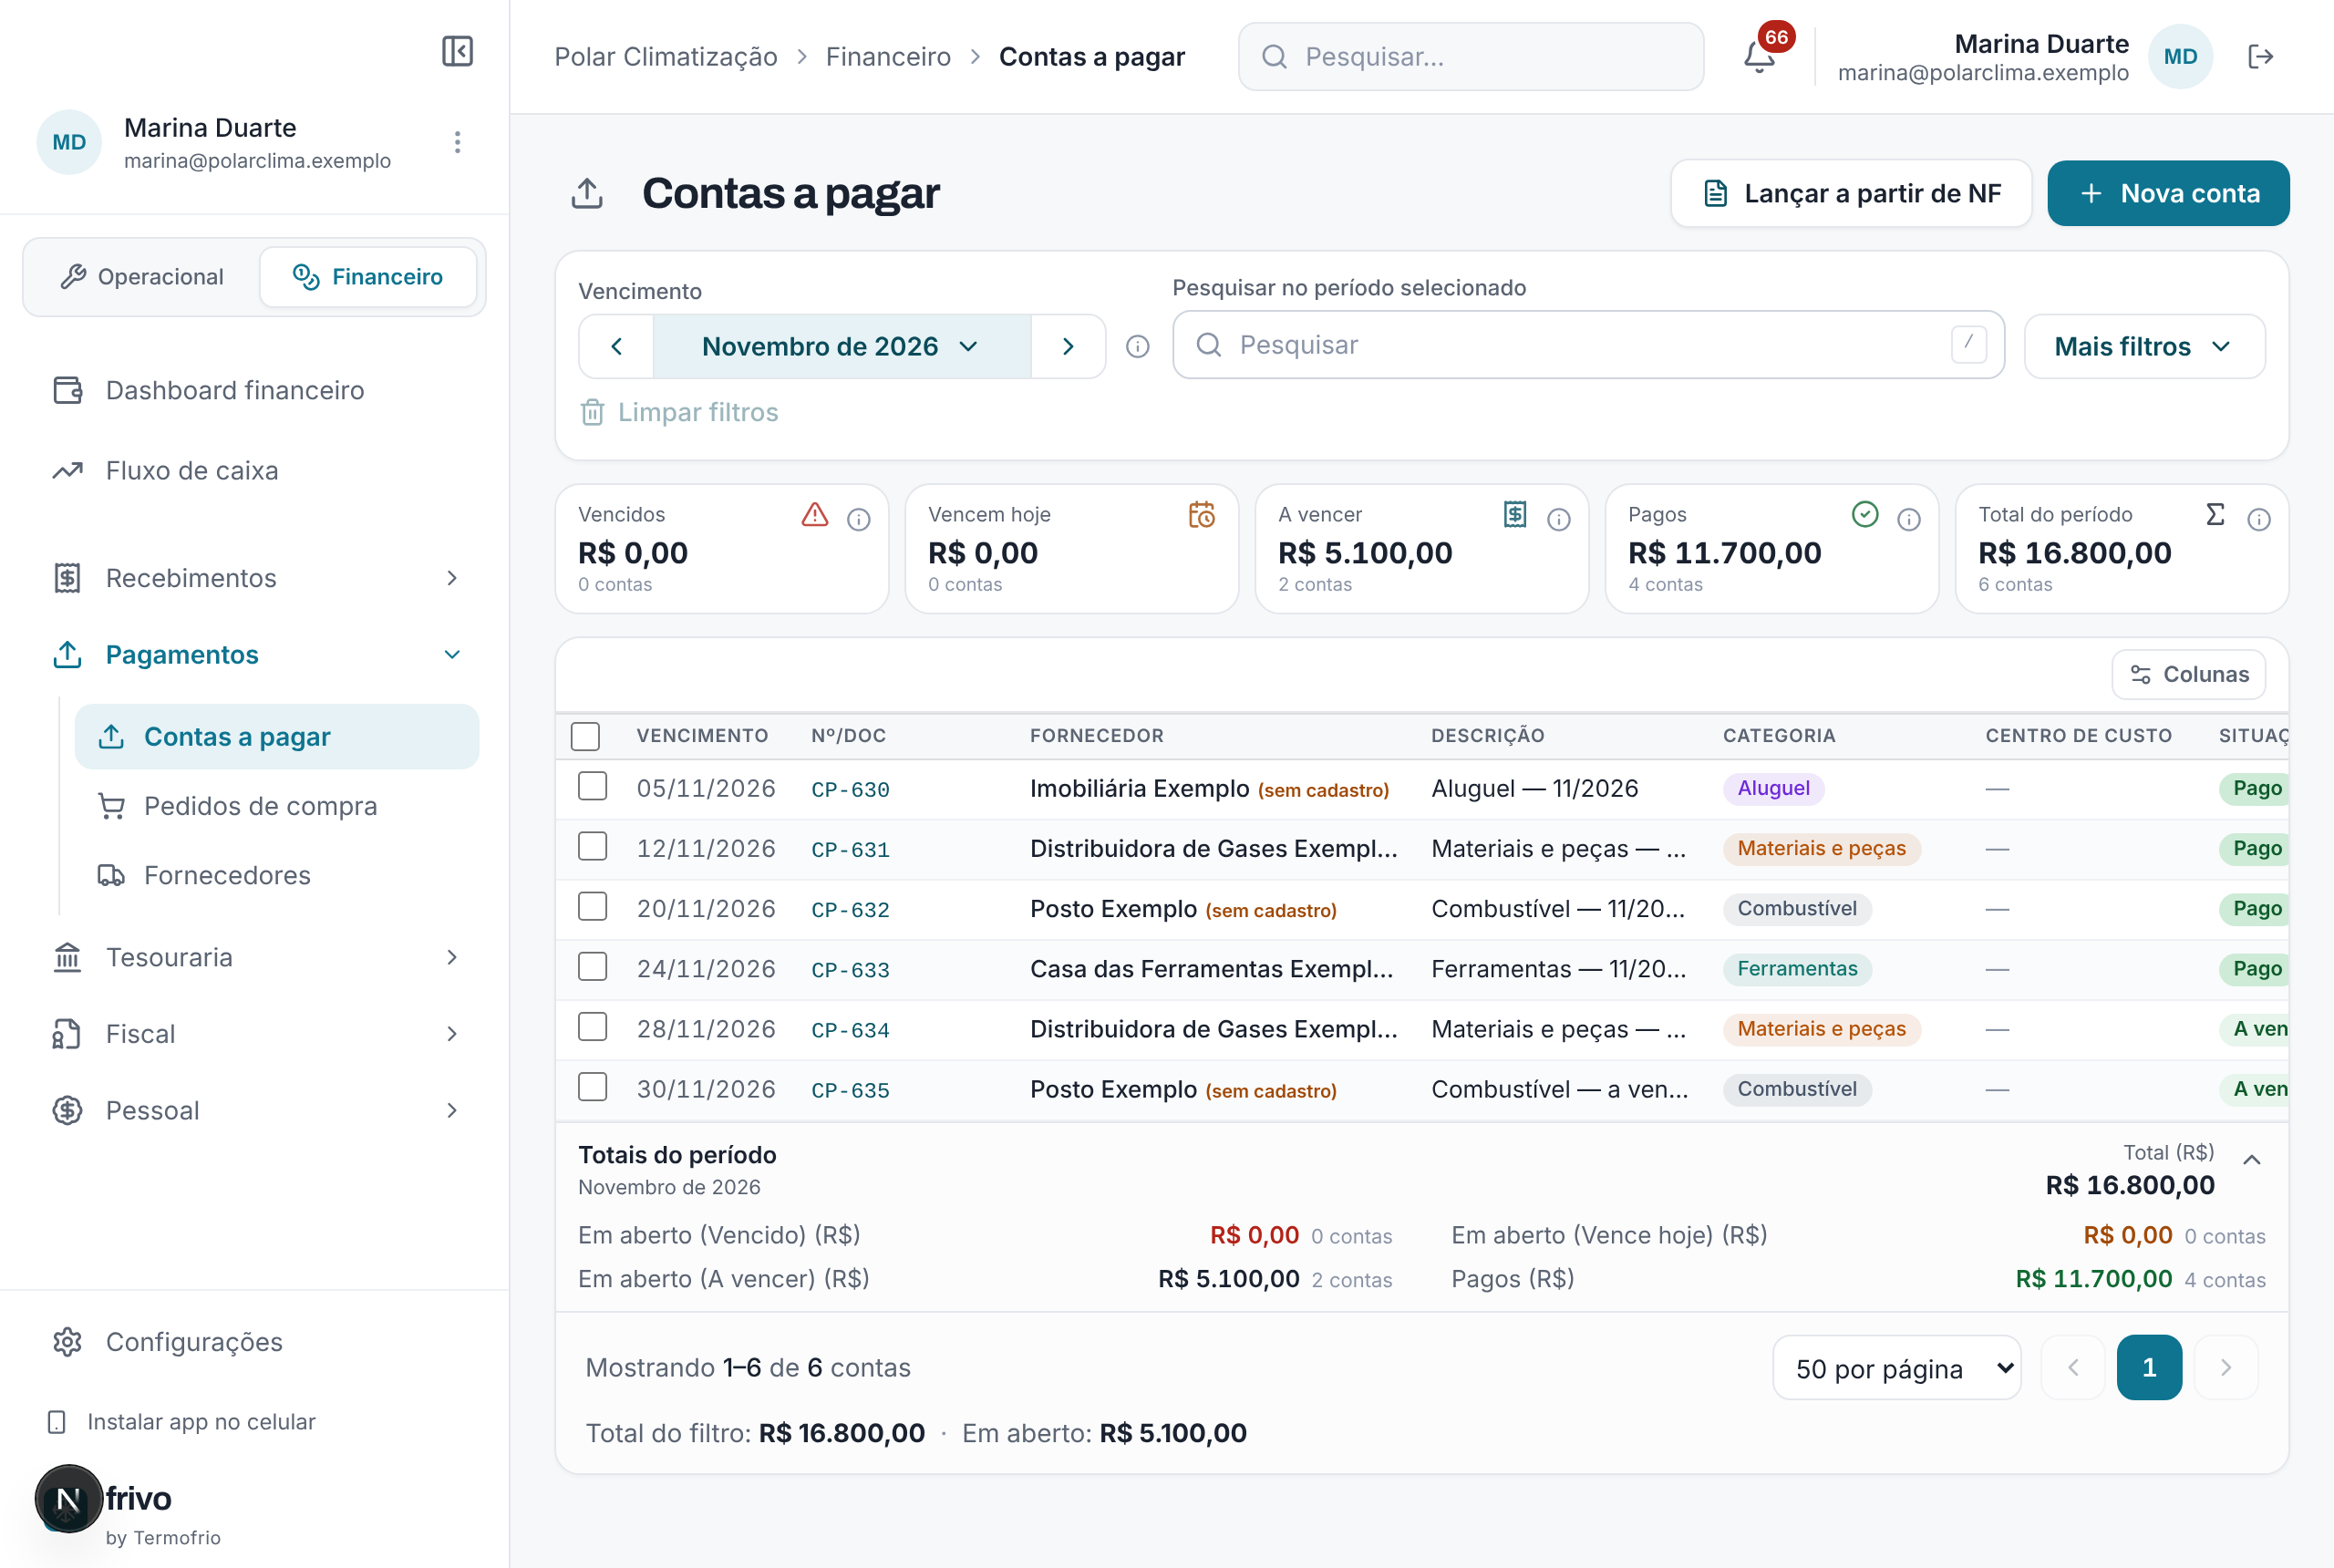 Polar Climatização > Financeiro > Contas a pagar
Pesquisar...
66
Marina Duarte
marina@polarclima.exemplo
MD
MD
Marina Duarte
marina@polarclima.exemplo
Operacional
Financeiro
Dashboard financeiro
Fluxo de caixa
Recebimentos
Pagamentos
Contas a pagar
Pedidos de compra
Fornecedores
Tesouraria
Fiscal
Pessoal
Configurações
Instalar app no celular
N
frivo
by Termofrio
Contas a pagar
Lançar a partir de NF
+ Nova conta
Vencimento
Novembro de 2026
Pesquisar no período selecionado
Pesquisar
/
Mais filtros
Limpar filtros
Vencidos
R$ 0,00
0 contas
Vencem hoje
R$ 0,00
0 contas
A vencer
R$ 5.100,00
2 contas
Pagos
R$ 11.700,00
4 contas
Total do período
Σ
R$ 16.800,00
6 contas
Colunas
VENCIMENTO Nº/DOC FORNECEDOR DESCRIÇÃO CATEGORIA CENTRO DE CUSTO SITUAÇ
05/11/2026 CP-630 Imobiliária Exemplo (sem cadastro) Aluguel — 11/2026 Aluguel — Pago
12/11/2026 CP-631 Distribuidora de Gases Exempl... Materiais e peças — ... Materiais e peças — Pago
20/11/2026 CP-632 Posto Exemplo (sem cadastro) Combustível — 11/20... Combustível — Pago
24/11/2026 CP-633 Casa das Ferramentas Exempl... Ferramentas — 11/20... Ferramentas — Pago
28/11/2026 CP-634 Distribuidora de Gases Exempl... Materiais e peças — ... Materiais e peças — A ven
30/11/2026 CP-635 Posto Exemplo (sem cadastro) Combustível — a ven... Combustível — A ven
Totais do período
Novembro de 2026
Total (R$)
R$ 16.800,00
Em aberto (Vencido) (R$) R$ 0,00 0 contas
Em aberto (Vence hoje) (R$) R$ 0,00 0 contas
Em aberto (A vencer) (R$) R$ 5.100,00 2 contas
Pagos (R$) R$ 11.700,00 4 contas
Mostrando 1–6 de 6 contas
50 por página
1
Total do filtro: R$ 16.800,00 · Em aberto: R$ 5.100,00